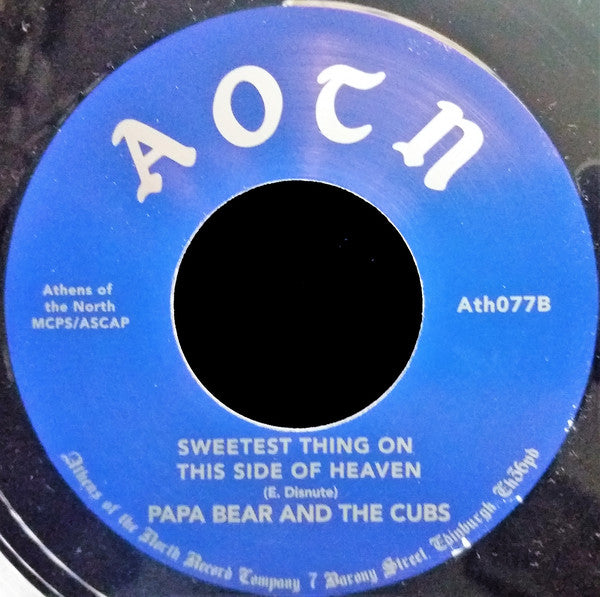 AOTN
Athens of
the North
MCPS/ASCAP
Ath077B
SWEETEST THING ON
THIS SIDE OF HEAVEN
(E. Disnute)
PAPA BEAR AND THE CUBS
Athens of the North Record Company 7 Barony Street, Edinburgh,